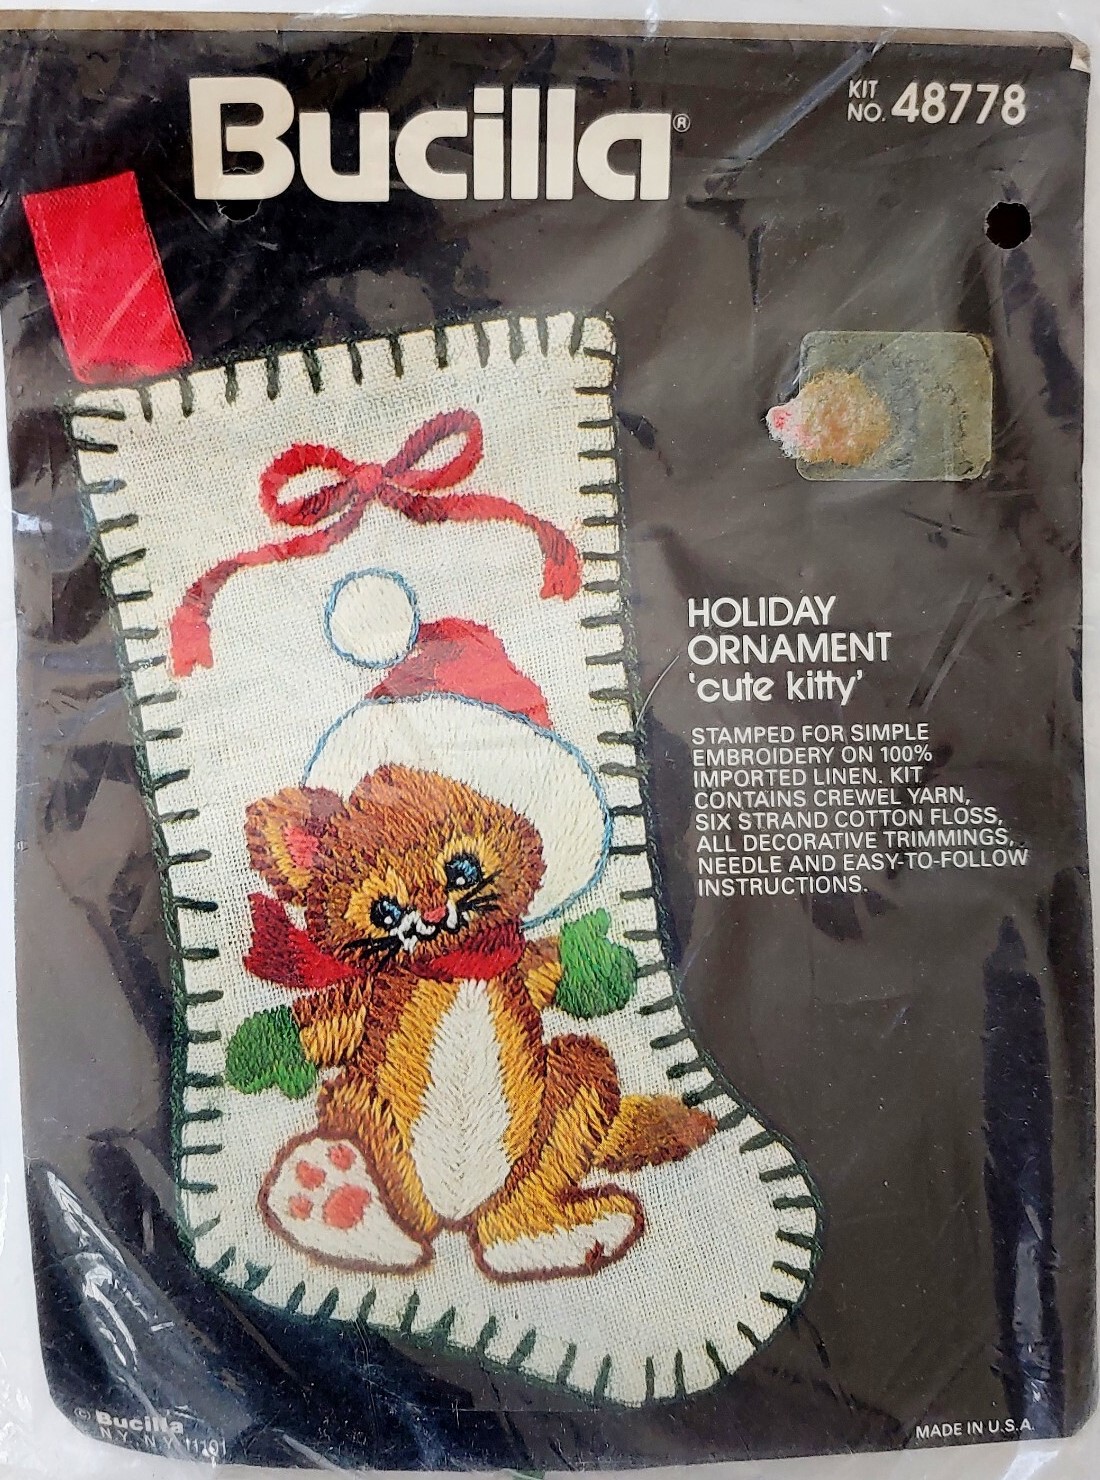 Bucilla®
KIT
NO. 48778
HOLIDAY
ORNAMENT
'cute kitty'
STAMPED FOR SIMPLE
EMBROIDERY ON 100%
IMPORTED LINEN. KIT
CONTAINS CREWEL YARN,
SIX STRAND COTTON FLOSS,
ALL DECORATIVE TRIMMINGS,
NEEDLE AND EASY-TO-FOLLOW
INSTRUCTIONS.
© Bucilla
N.Y., N.Y. 11101
MADE IN U.S.A.